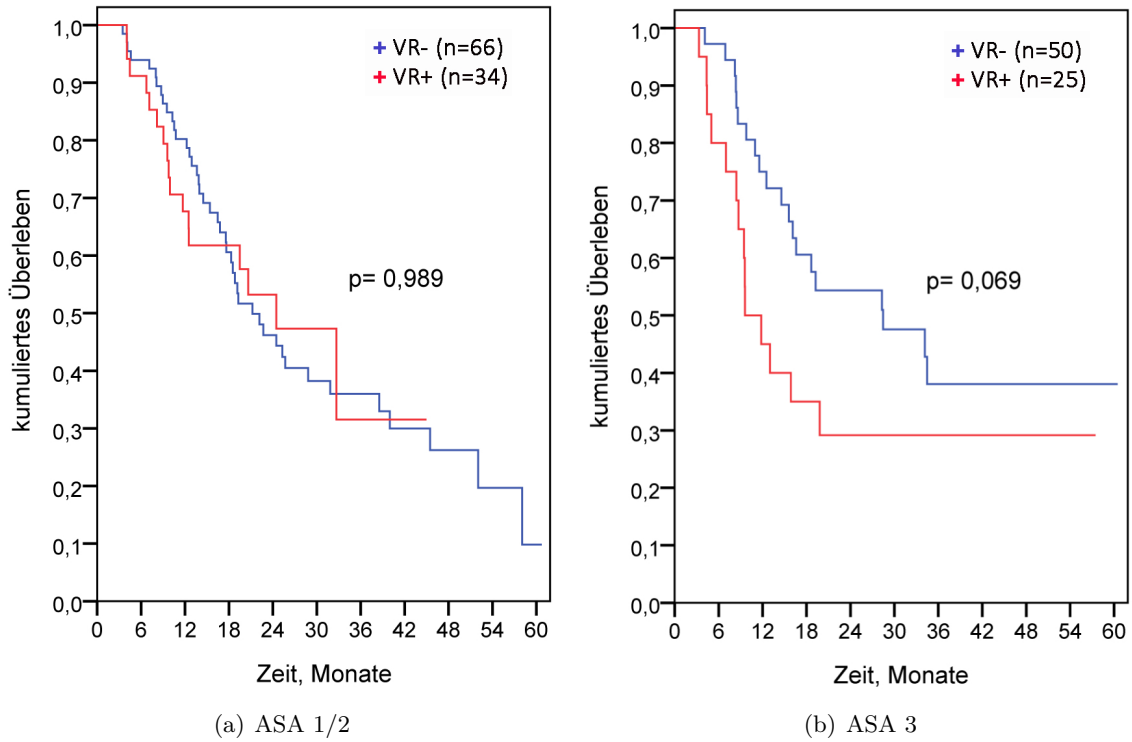 VR- (n=66)
VR+ (n=34)
p= 0,989
kumuliertes Überleben
1,0
0,9
0,8
0,7
0,6
0,5
0,4
0,3
0,2
0,1
0,0
0 6 12 18 24 30 36 42 54 60
Zeit, Monate
(a) ASA 1/2
VR- (n=50)
VR+ (n=25)
p= 0,069
kumuliertes Überleben
1,0
0,9
0,8
0,7
0,6
0,5
0,4
0,3
0,2
0,1
0,0
0 6 12 18 24 30 36 42 54 60
Zeit, Monate
(b) ASA 3